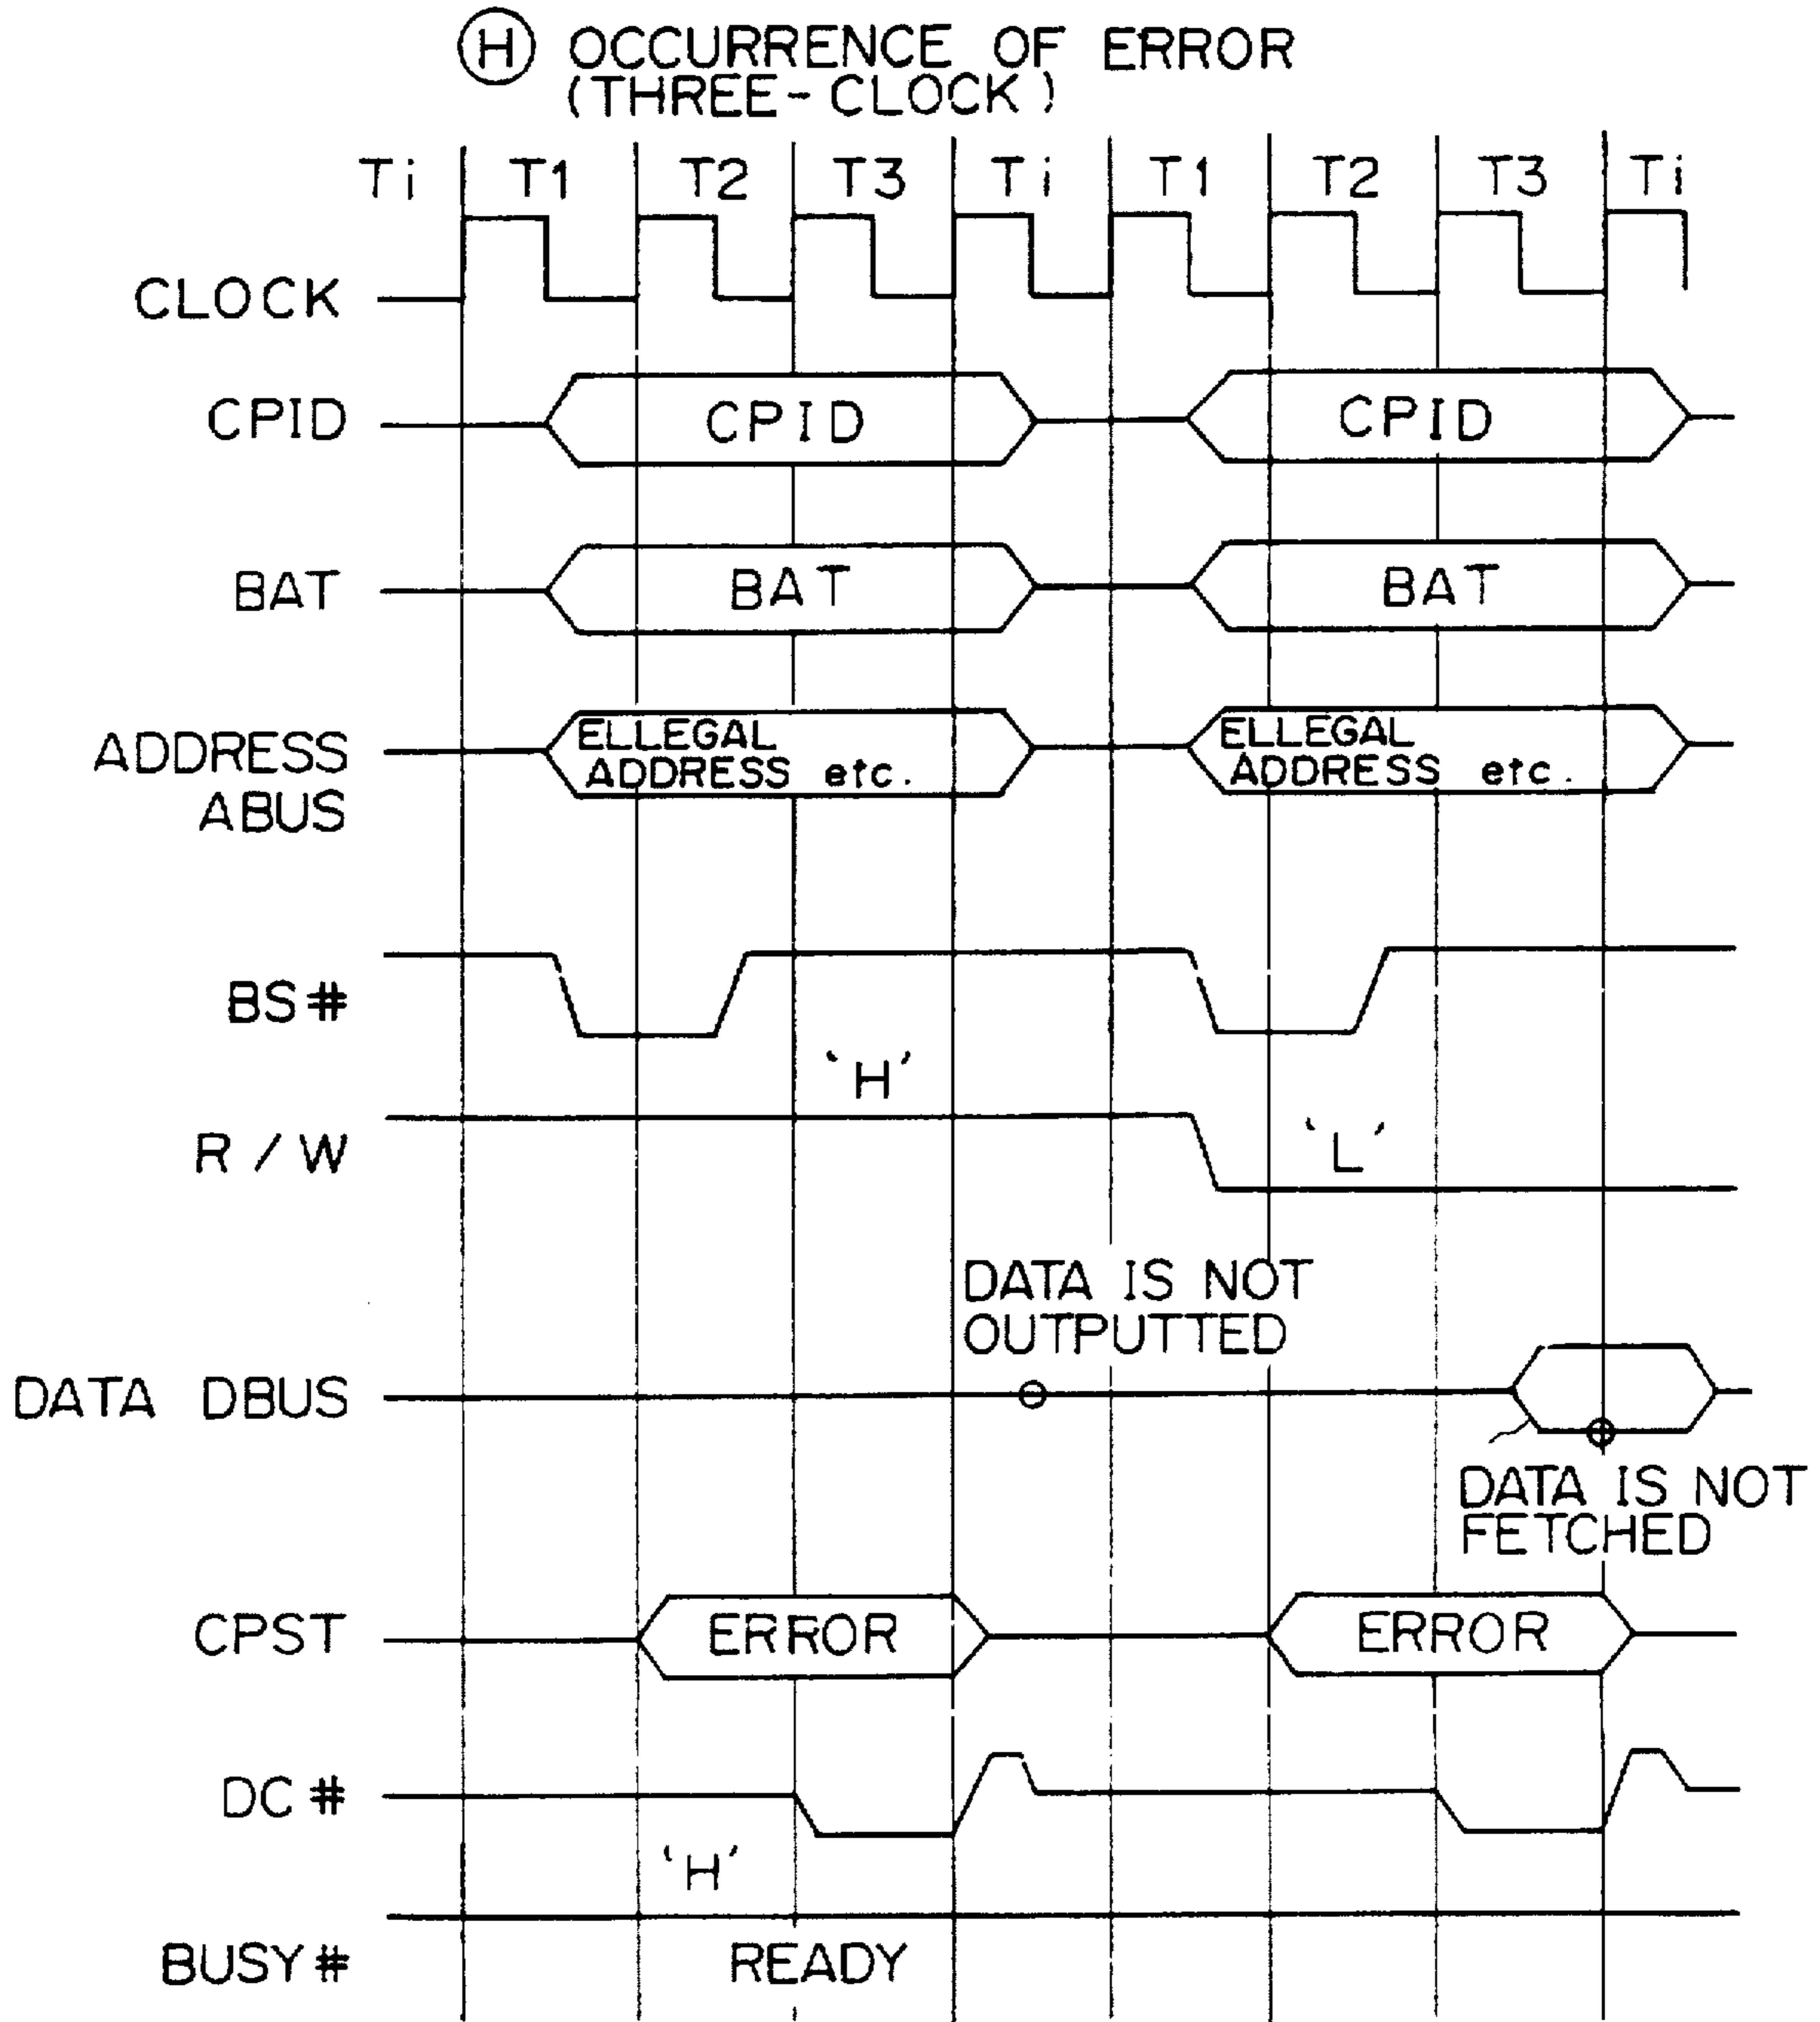 H OCCURRENCE OF ERROR
(THREE-CLOCK)
Ti T1 T2 T3 Ti T1 T2 T3 Ti
CLOCK
CPID CPID CPID
BAT BAT BAT
ADDRESS ABUS
ELLEGAL ADDRESS etc.
ELLEGAL ADDRESS etc.
BS#
'H'
R/W 'L'
DATA IS NOT
OUTPUTTED
DATA DBUS
DATA IS NOT
FETCHED
CPST ERROR ERROR
DC#
'H'
BUSY# READY